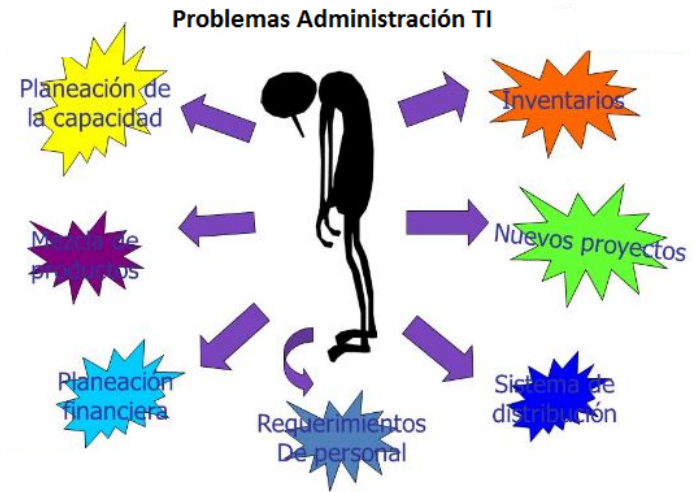 Problemas Administración TI
Planeación de
la capacidad
Inventarios
Mezcla de
productos
Nuevos proyectos
Planeación
financiera
Requerimientos
De personal
Sistema de
distribución